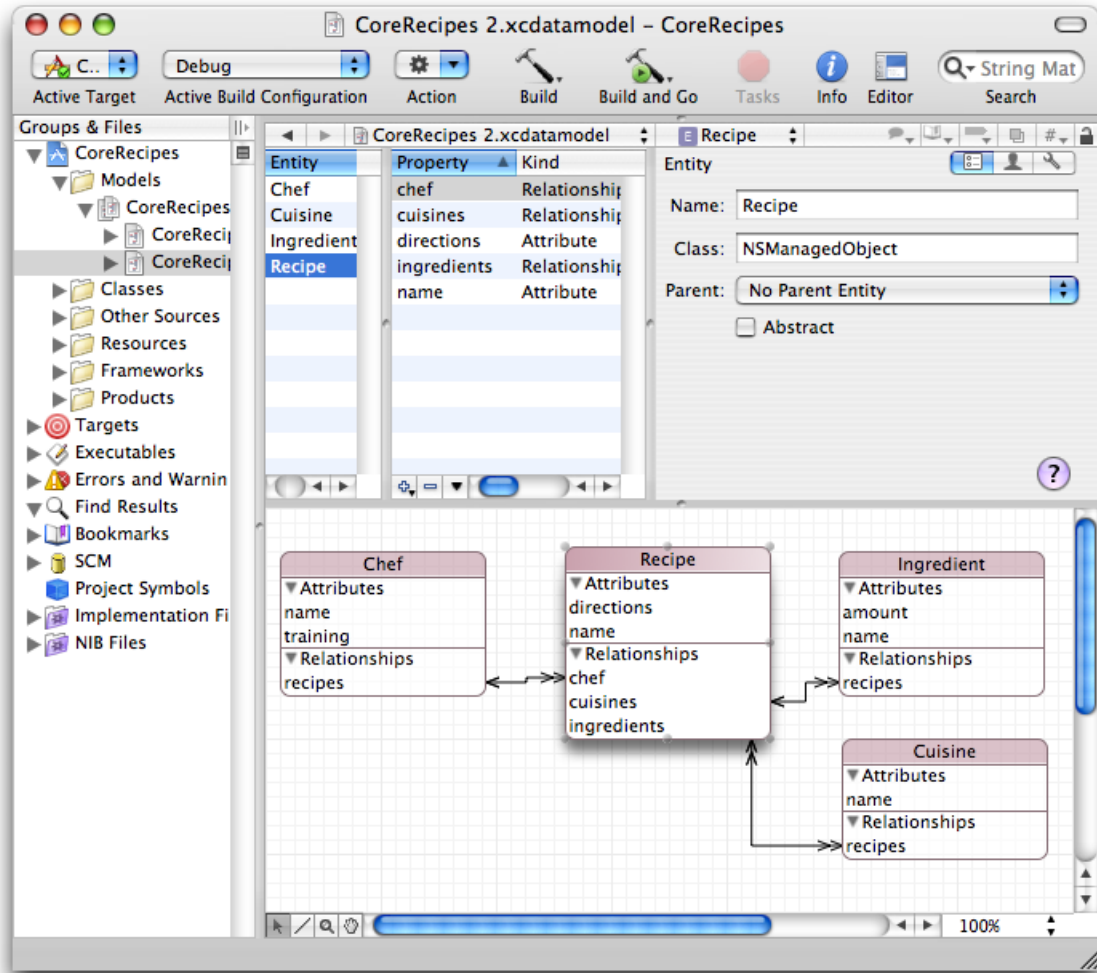 CoreRecipes 2.xcdatamodel – CoreRecipes
C.. Debug String Mat
Active Target Active Build Configuration Action Build Build and Go Tasks Info Editor Search
Groups & Files
CoreRecipes
Models
CoreRecipes
CoreReci
CoreReci
Classes
Other Sources
Resources
Frameworks
Products
Targets
Executables
Errors and Warnin
Find Results
Bookmarks
SCM
Project Symbols
Implementation Fi
NIB Files
CoreRecipes 2.xcdatamodel E Recipe #
Entity
Chef
Cuisine
Ingredient
Recipe
Property Kind
chef Relationship
cuisines Relationship
directions Attribute
ingredients Relationship
name Attribute
Entity
Name: Recipe
Class: NSManagedObject
Parent: No Parent Entity
Abstract
?
Chef
Attributes
name
training
Relationships
recipes
Recipe
Attributes
directions
name
Relationships
chef
cuisines
ingredients
Ingredient
Attributes
amount
name
Relationships
recipes
Cuisine
Attributes
name
Relationships
recipes
100%